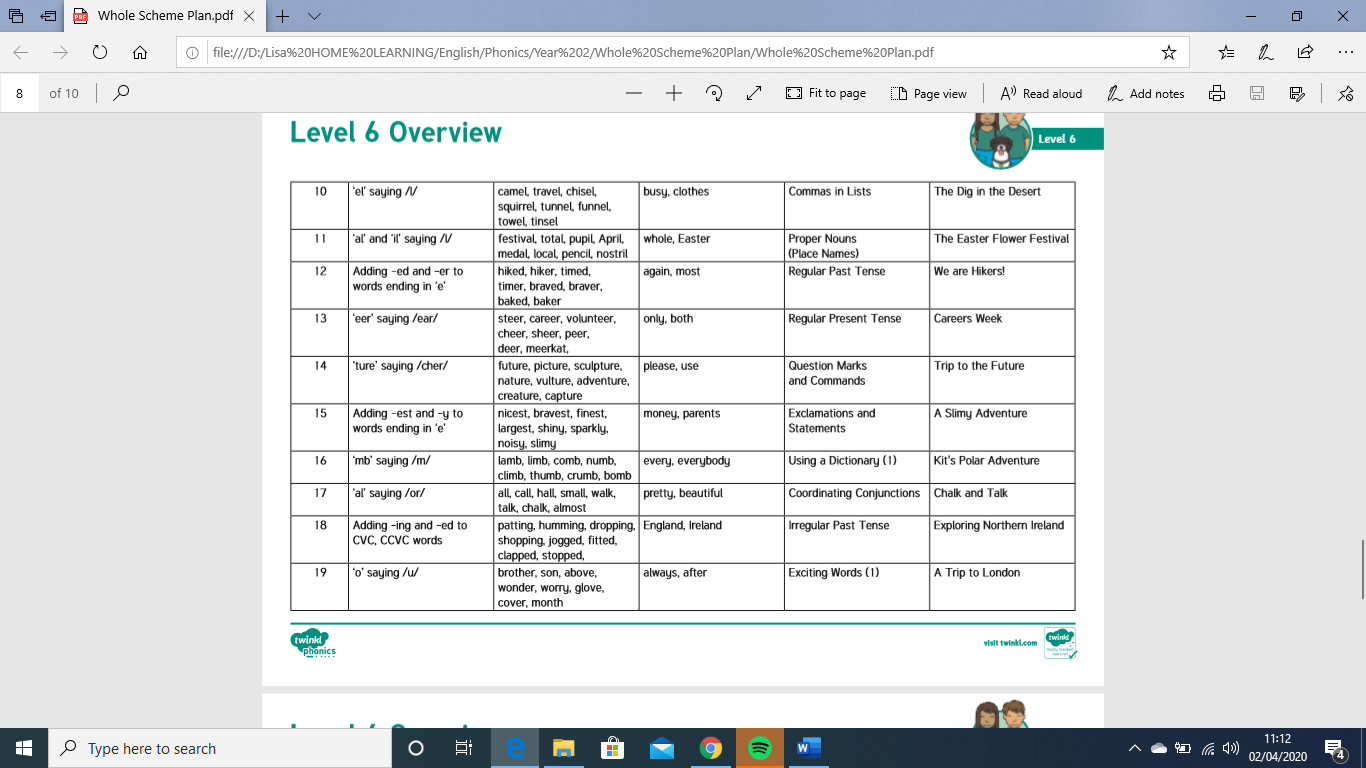 Whole Scheme Plan.pdf
file:///D:/Lisa%20HOME%20LEARNING/English/Phonics/Year%202/Whole%20Scheme%20Plan/Whole%20Scheme%20Plan.pdf
8 of 10 Fit to page Page view Read aloud Add notes
Level 6 Overview
Level 6
10 'el' saying /l/ camel, travel, chisel, busy, clothes Commas in Lists The Dig in the Desert
squirrel, tunnel, funnel,
towel, tinsel
11 'al' and 'il' saying /l/ festival, total, pupil, April, whole, Easter Proper Nouns The Easter Flower Festival
medal, local, pencil, nostril (Place Names)
12 Adding -ed and -er to hiked, hiker, timed, again, most Regular Past Tense We are Hikers!
words ending in 'e' timer, braved, braver,
baked, baker
13 'eer' saying /ear/ steer, career, volunteer, only, both Regular Present Tense Careers Week
cheer, sheer, peer,
deer, meerkat,
14 'ture' saying /cher/ future, picture, sculpture, please, use Question Marks Trip to the Future
nature, vulture, adventure, and Commands
creature, capture
15 Adding -est and -y to nicest, bravest, finest, money, parents Exclamations and A Slimy Adventure
words ending in 'e' largest, shiny, sparkly, Statements
noisy, slimy
16 'mb' saying /m/ lamb, limb, comb, numb, every, everybody Using a Dictionary (1) Kit's Polar Adventure
climb, thumb, crumb, bomb
17 'al' saying /or/ all, call, hall, small, walk, pretty, beautiful Coordinating Conjunctions Chalk and Talk
talk, chalk, almost
18 Adding -ing and -ed to patting, humming, dropping, England, Ireland Irregular Past Tense Exploring Northern Ireland
CVC, CCVC words shopping, jogged, fitted,
clapped, stopped,
19 'o' saying /u/ brother, son, above, always, after Exciting Words (1) A Trip to London
wonder, worry, glove,
cover, month
twinkl
phonics
visit twinkl.com
twinkl
Type here to search
11:12
02/04/2020
4